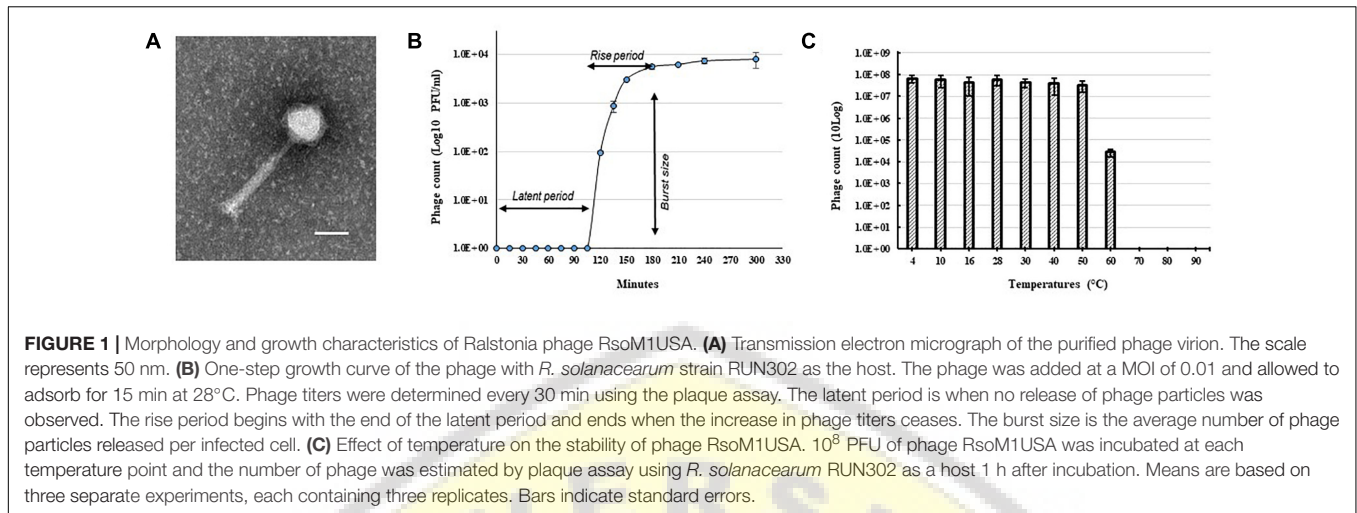 A
B
Phage count (Log10 PFU/ml)
1.0E+04
1.0E+03
1.0E+02
1.0E+01
1.0E+00
Rise period
Latent period
Burst size
0 30 60 90 120 150 180 210 240 270 300 330
Minutes
C
Phage count (10Log)
1.0E+09
1.0E+08
1.0E+07
1.0E+06
1.0E+05
1.0E+04
1.0E+03
1.0E+02
1.0E+01
1.0E+00
4 10 16 28 30 40 50 60 70 80 90
Temperatures (°C)
FIGURE 1 | Morphology and growth characteristics of Ralstonia phage RsoM1USA. (A) Transmission electron micrograph of the purified phage virion. The scale
represents 50 nm. (B) One-step growth curve of the phage with R. solanacearum strain RUN302 as the host. The phage was added at a MOI of 0.01 and allowed to
adsorb for 15 min at 28°C. Phage titers were determined every 30 min using the plaque assay. The latent period is when no release of phage particles was
observed. The rise period begins with the end of the latent period and ends when the increase in phage titers ceases. The burst size is the average number of phage
particles released per infected cell. (C) Effect of temperature on the stability of phage RsoM1USA. 10⁸ PFU of phage RsoM1USA was incubated at each
temperature point and the number of phage was estimated by plaque assay using R. solanacearum RUN302 as a host 1 h after incubation. Means are based on
three separate experiments, each containing three replicates. Bars indicate standard errors.